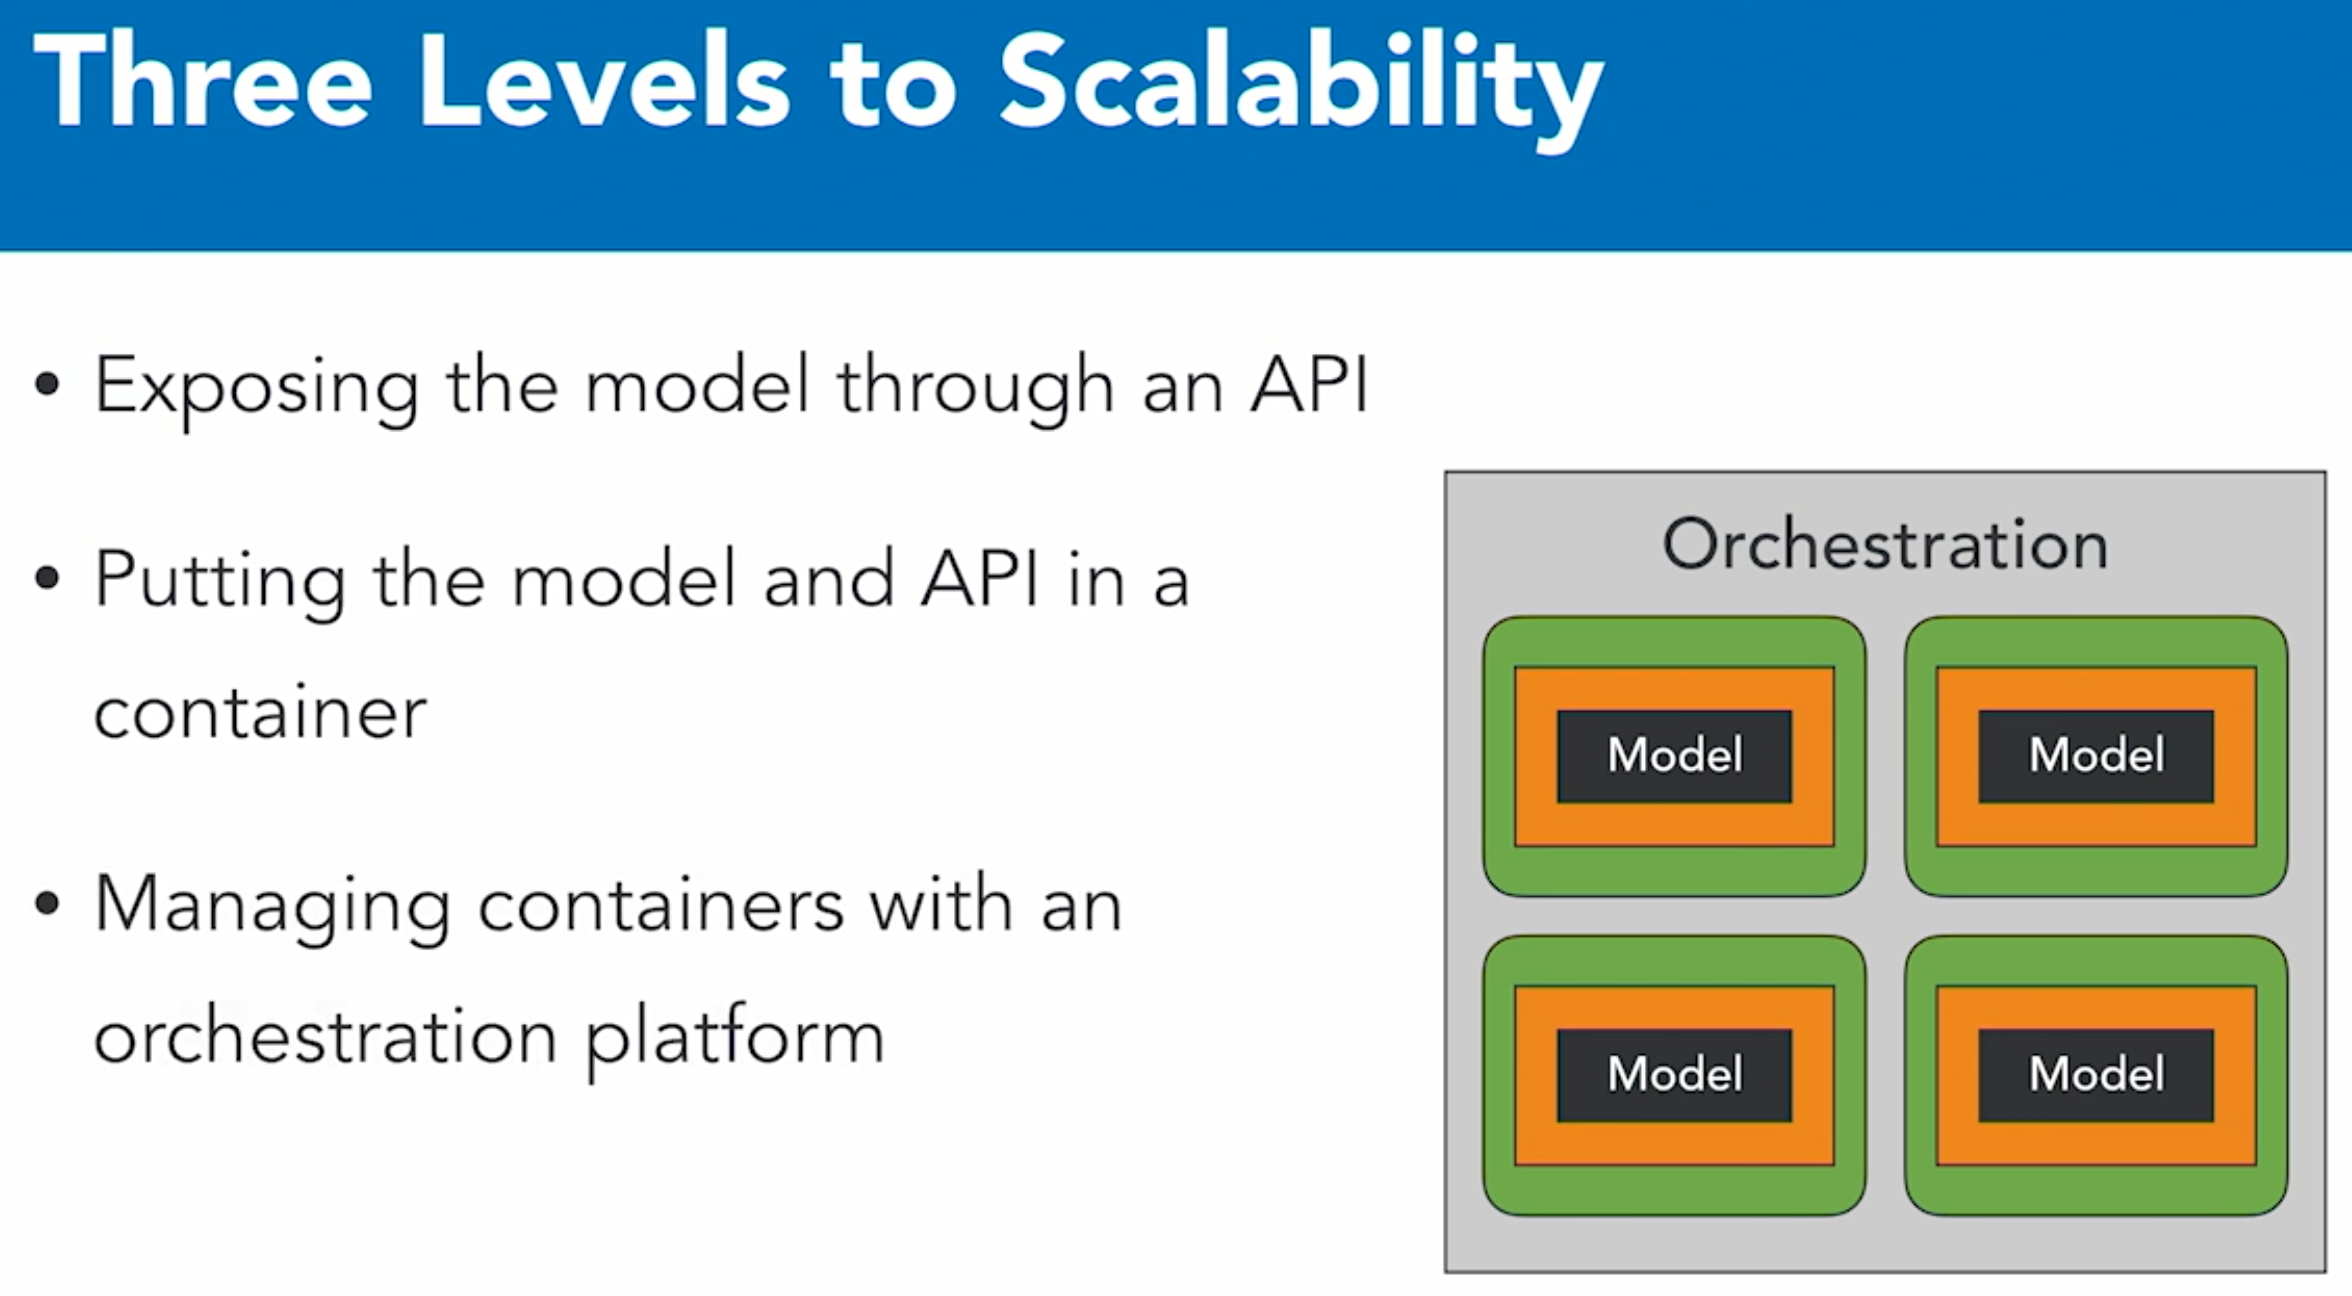 Three Levels to Scalability
• Exposing the model through an API
• Putting the model and API in a
container
• Managing containers with an
orchestration platform
Orchestration
Model
Model
Model
Model